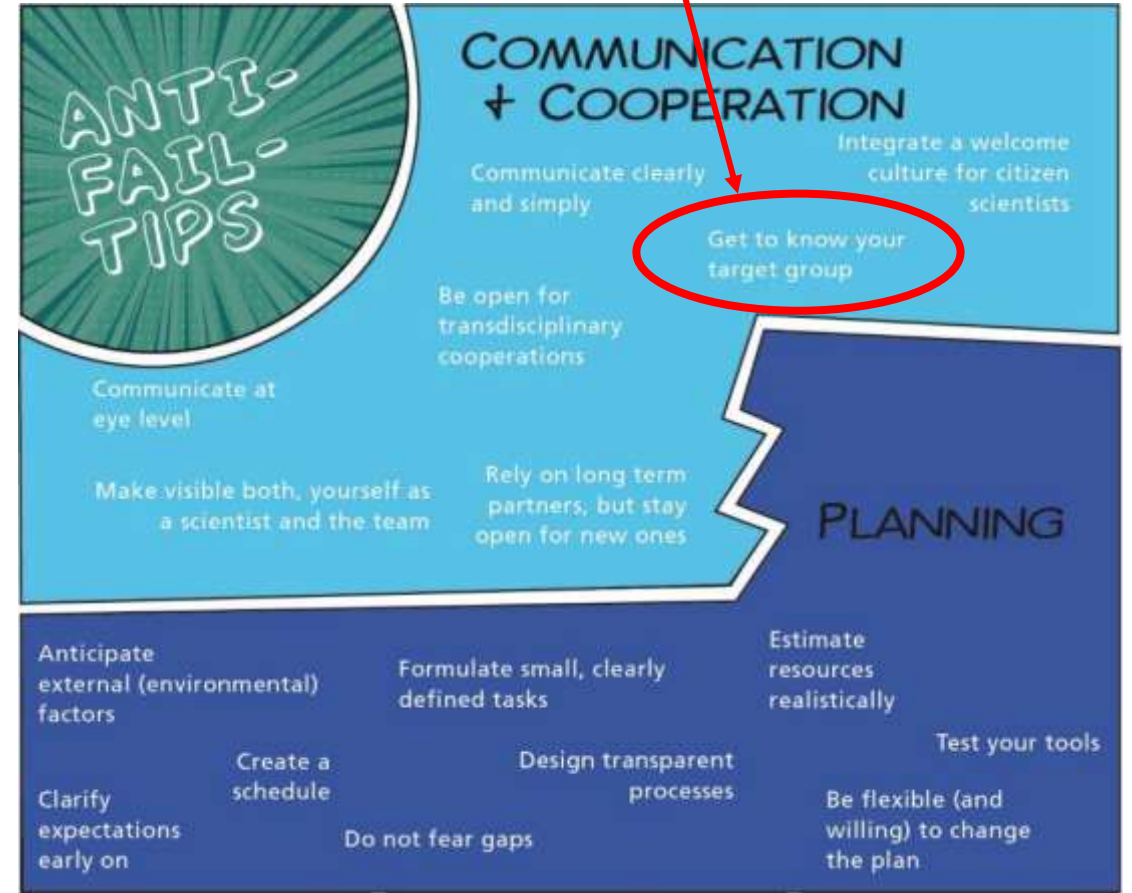 ANTI-
FAIL-
TIPS
COMMUNICATION
+ COOPERATION
Communicate clearly
and simply
Integrate a welcome
culture for citizen
scientists
Get to know your
target group
Be open for
transdisciplinary
cooperations
Communicate at
eye level
Make visible both, yourself as
a scientist and the team
Rely on long term
partners, but stay
open for new ones
PLANNING
Anticipate
external (environmental)
factors
Formulate small, clearly
defined tasks
Estimate
resources
realistically
Create a
schedule
Design transparent
processes
Test your tools
Clarify
expectations
early on
Do not fear gaps
Be flexible (and
willing) to change
the plan